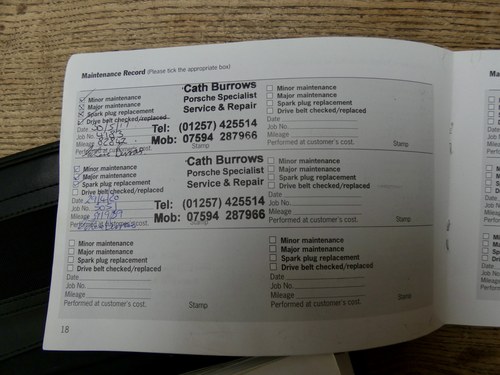 Maintenance Record (Please tick the appropriate box)
Minor maintenance
Major maintenance
Spark plug replacement
Drive belt checked/replaced
Date
Job No.
Mileage
Performed at customer's cost.
Cath Burrows
Porsche Specialist
Service & Repair
Tel: (01257) 425514
Mob: 07594 287966
Stamp
Minor maintenance
Major maintenance
Spark plug replacement
Drive belt checked/replaced
Date
Job No.
Mileage
Performed at customer's cost.
Stamp
Minor maintenance
Major maintenance
Spark plug replacement
Drive belt checked/replaced
Date
Job No.
Mileage
Cath Burrows
Porsche Specialist
Service & Repair
Tel: (01257) 425514
Mob: 07594 287966
Minor maintenance
Major maintenance
Spark plug replacement
Drive belt checked/replaced
Date
Job No.
Mileage
Performed at customer's cost.
Stamp
Minor maintenance
Major maintenance
Spark plug replacement
Drive belt checked/replaced
Date
Job No.
Mileage
Performed at customer's cost.
Stamp
Minor maintenance
Major maintenance
Spark plug replacement
Drive belt checked/replaced
Date
Job No.
Mileage
Performed at customer's cost.
Stamp
18